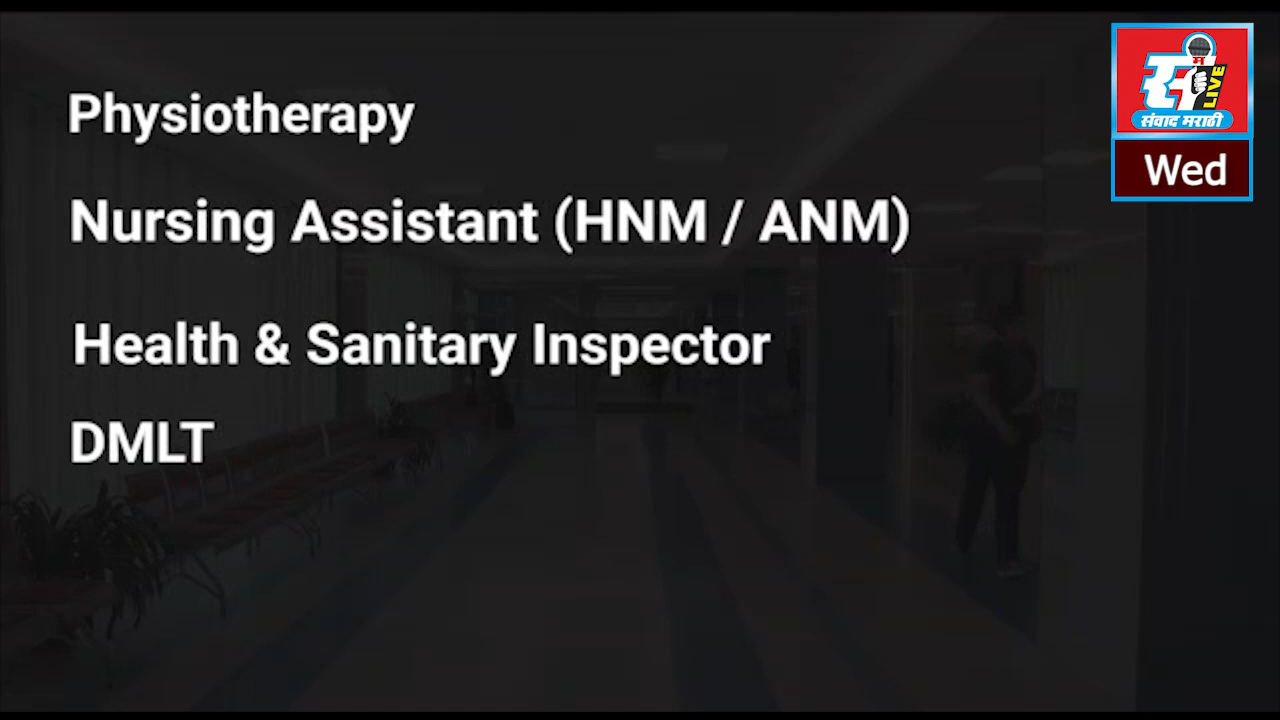 Physiotherapy
Nursing Assistant (HNM / ANM)
Health & Sanitary Inspector
DMLT
स म LIVE
संवाद मराठी
Wed